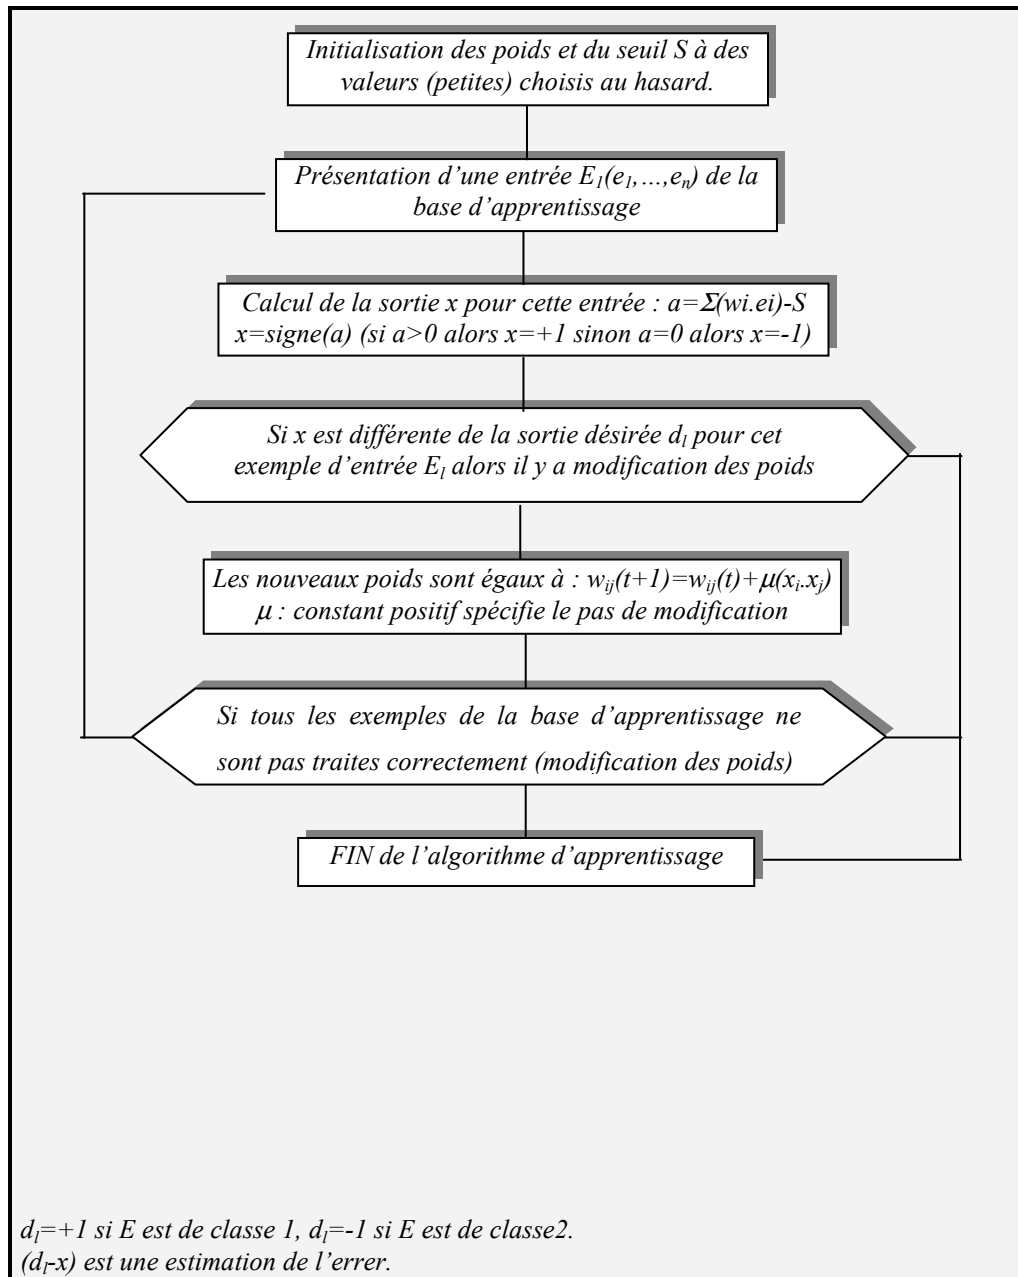 Initialisation des poids et du seuil S à des
valeurs (petites) choisis au hasard.
Présentation d'une entrée E₁(e₁,...,eₙ) de la
base d'apprentissage
Calcul de la sortie x pour cette entrée : a=Σ(wi.ei)-S
x=signe(a) (si a>0 alors x=+1 sinon a=0 alors x=-1)
Si x est différente de la sortie désirée dₗ pour cet
exemple d'entrée Eₗ alors il y a modification des poids
Les nouveaux poids sont égaux à : wᵢⱼ(t+1)=wᵢⱼ(t)+μ(xᵢ.xⱼ)
μ : constant positif spécifie le pas de modification
Si tous les exemples de la base d'apprentissage ne
sont pas traites correctement (modification des poids)
FIN de l'algorithme d'apprentissage
dₗ=+1 si E est de classe 1, dₗ=-1 si E est de classe2.
(dₗ-x) est une estimation de l'errer.